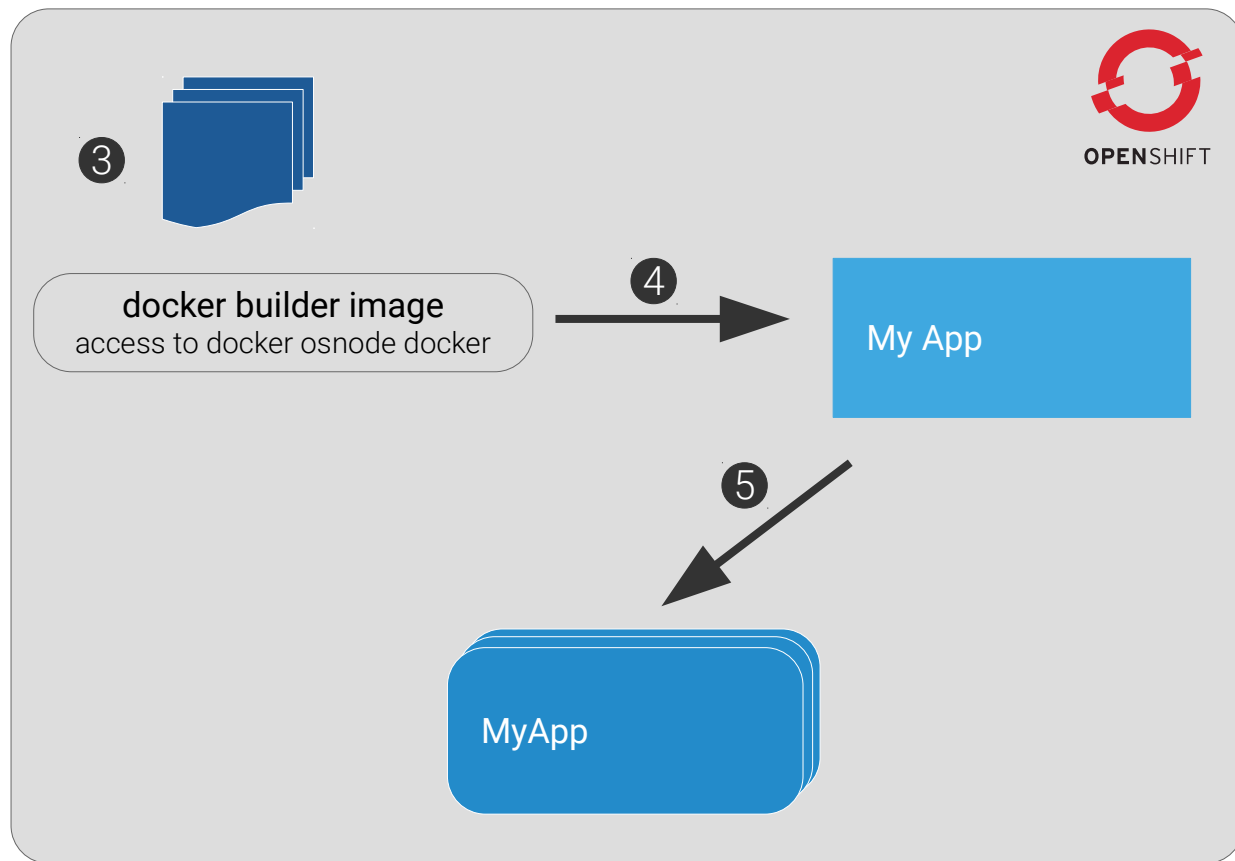 OPENSHIFT
3
docker builder image
access to docker osnode docker
4
My App
5
MyApp